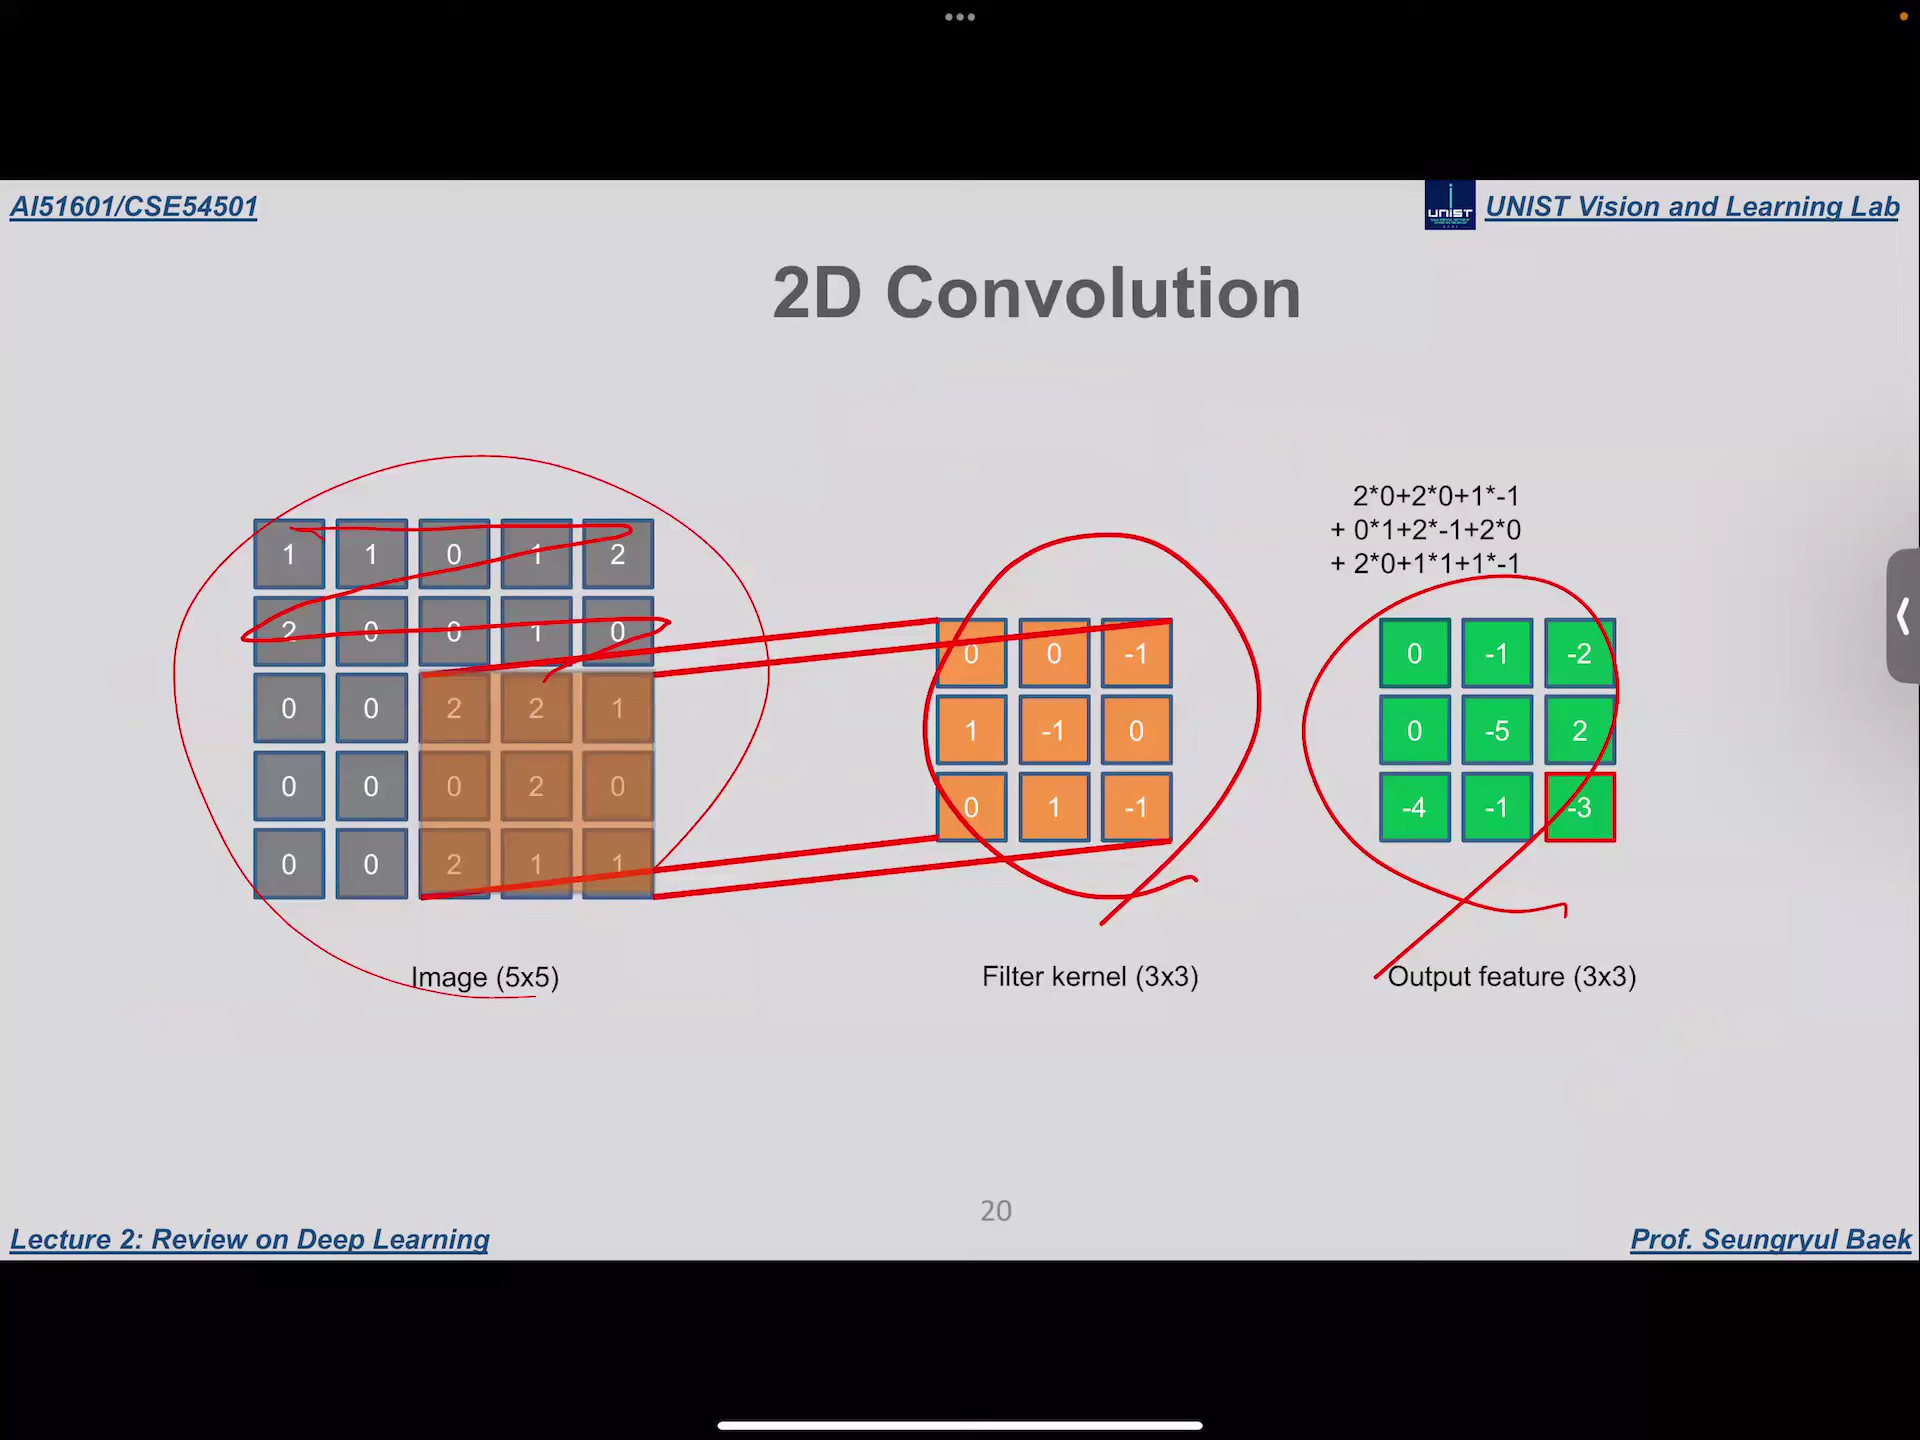 AI51601/CSE54501
UNIST
UNIST Vision and Learning Lab
2D Convolution
2*0+2*0+1*-1
+ 0*1+2*-1+2*0
+ 2*0+1*1+1*-1
1 1 0 1 2
2 0 0 1 0
0 0 2 2 1
0 0 0 2 0
0 0 2 1 1
0 0 -1
1 -1 0
0 1 -1
0 -1 -2
0 -5 2
-4 -1 -3
Image (5x5)
Filter kernel (3x3)
Output feature (3x3)
20
Lecture 2: Review on Deep Learning
Prof. Seungryul Baek